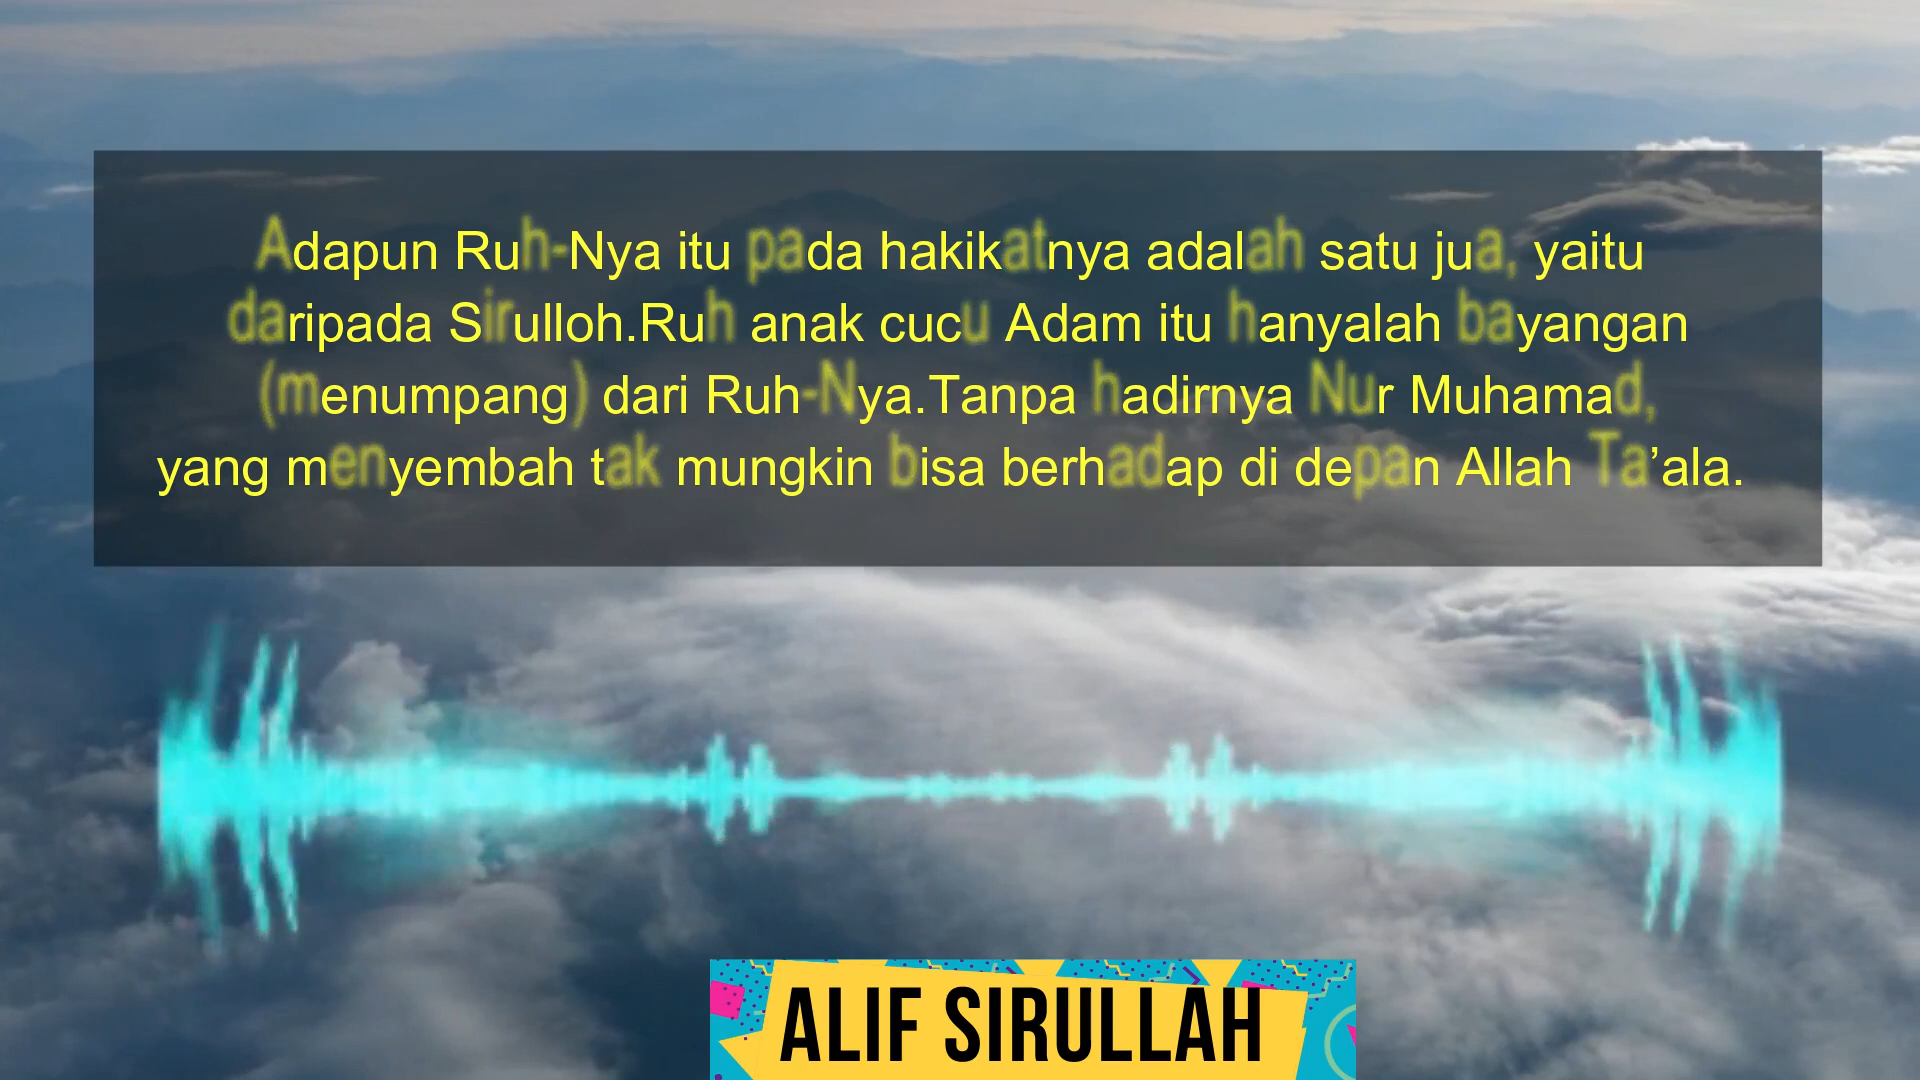 Adapun Ruh-Nya itu pada hakikatnya adalah satu jua, yaitu
daripada Sirulloh.Ruh anak cucu Adam itu hanyalah bayangan
(menumpang) dari Ruh-Nya.Tanpa hadirnya Nur Muhamad,
yang menyembah tak mungkin bisa berhadap di depan Allah Ta’ala.
ALIF SIRULLAH